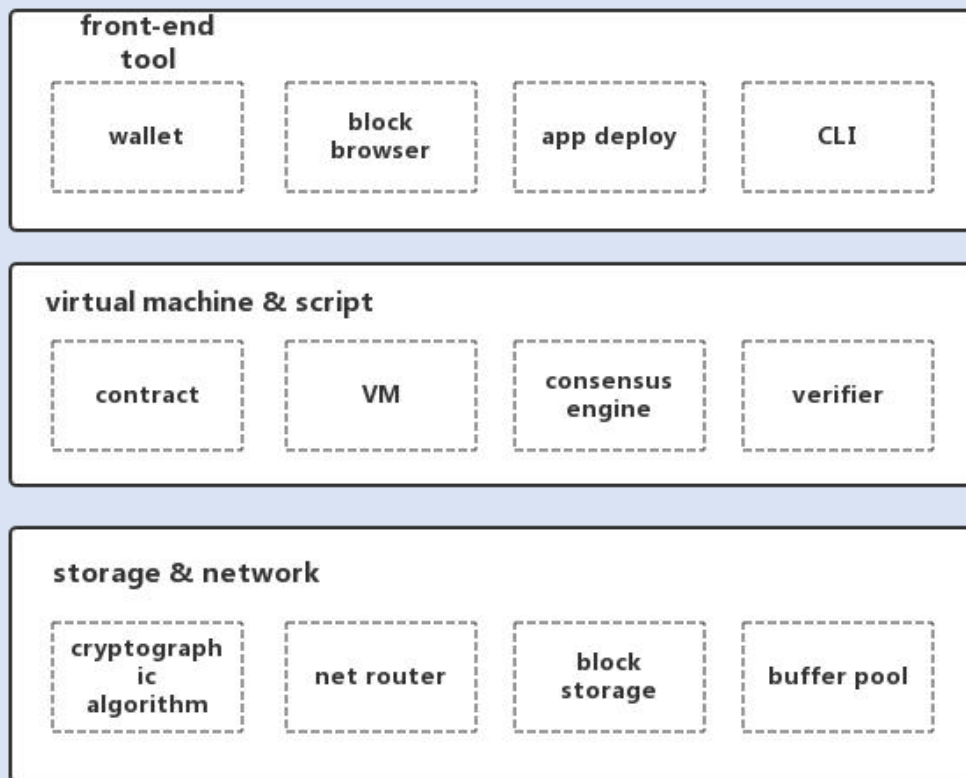 front-end
tool
wallet
block
browser
app deploy
CLI
virtual machine & script
contract
VM
consensus
engine
verifier
storage & network
cryptograph
ic
algorithm
net router
block
storage
buffer pool